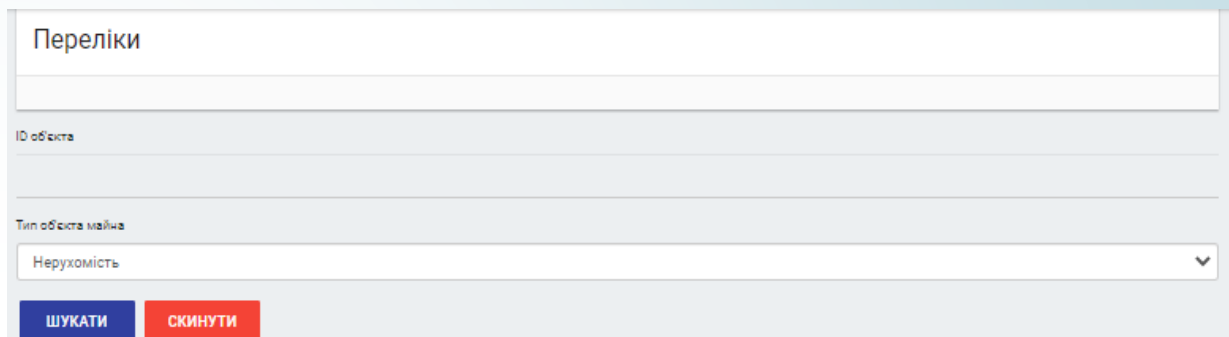 Переліки
ID об'єкта
Тип об'єкта майна
Нерухомість
ШУКАТИ СКИНУТИ